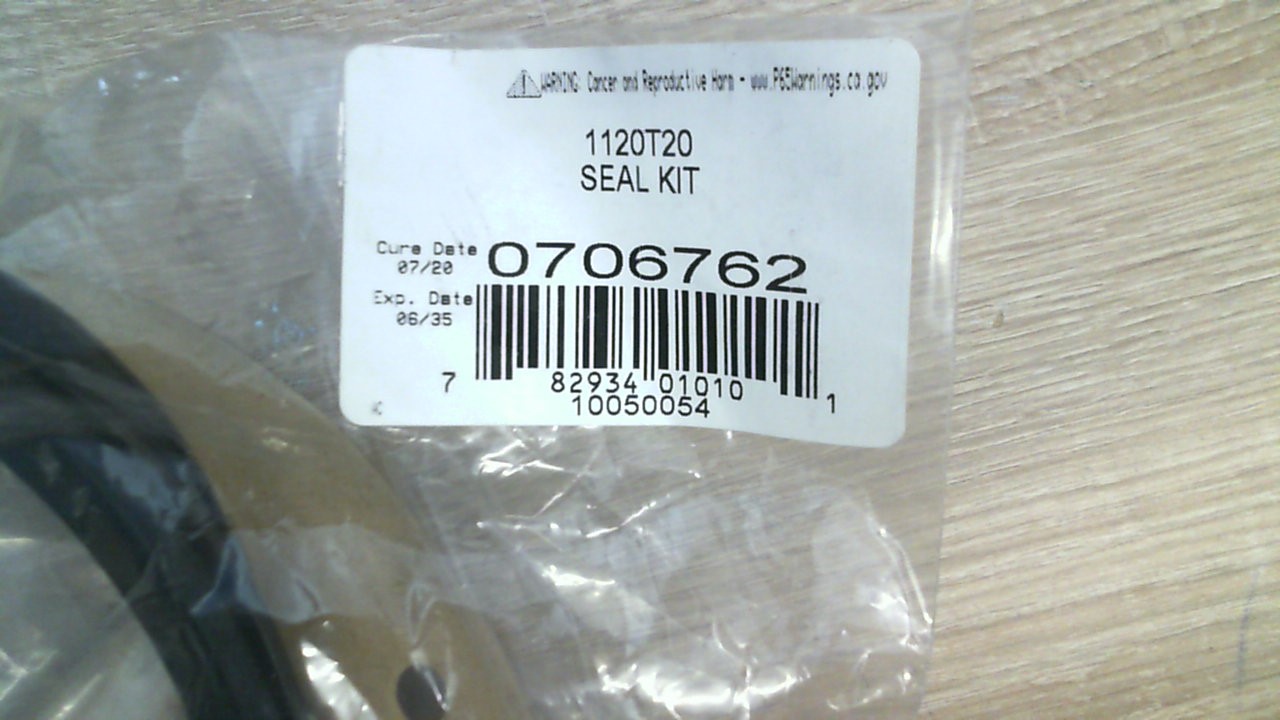 WARNING: Cancer and Reproductive Harm - www.P65Warnings.ca.gov
1120T20
SEAL KIT
Cure Date
07/20
0706762
Exp. Date
06/35
7 82934 01010 1
10050054